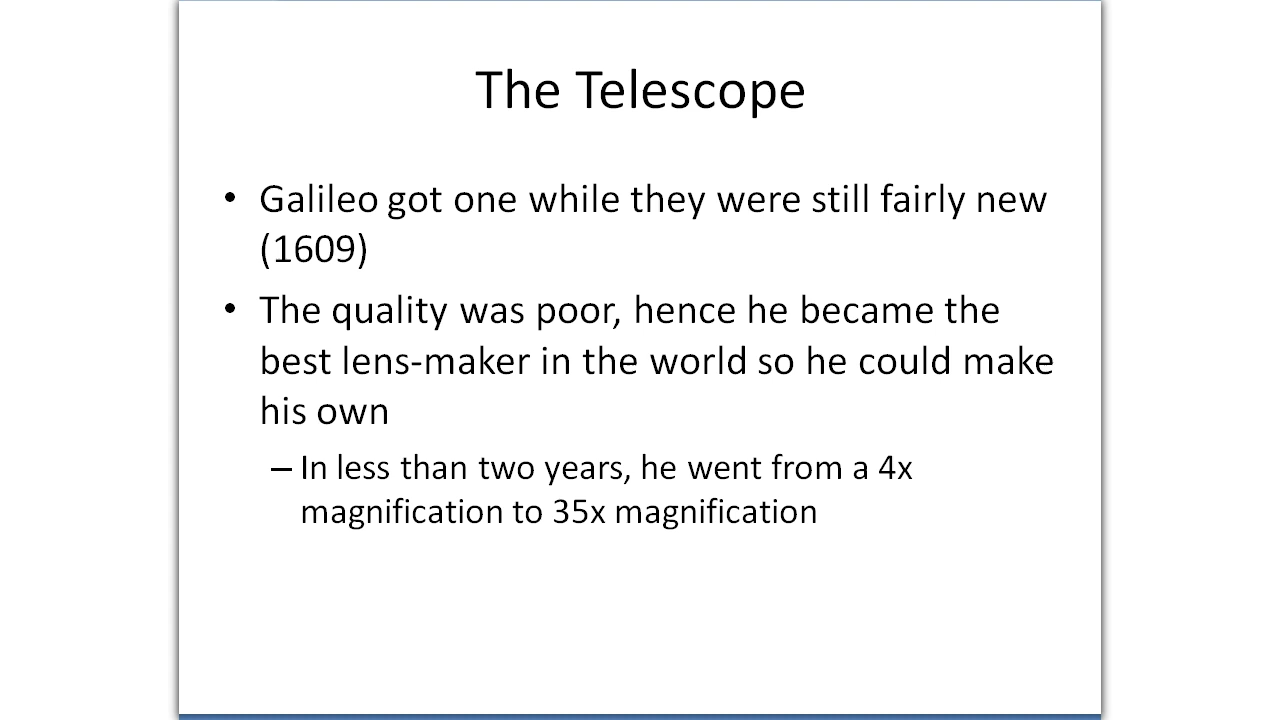 The Telescope
• Galileo got one while they were still fairly new
(1609)
• The quality was poor, hence he became the
best lens-maker in the world so he could make
his own
– In less than two years, he went from a 4x
magnification to 35x magnification